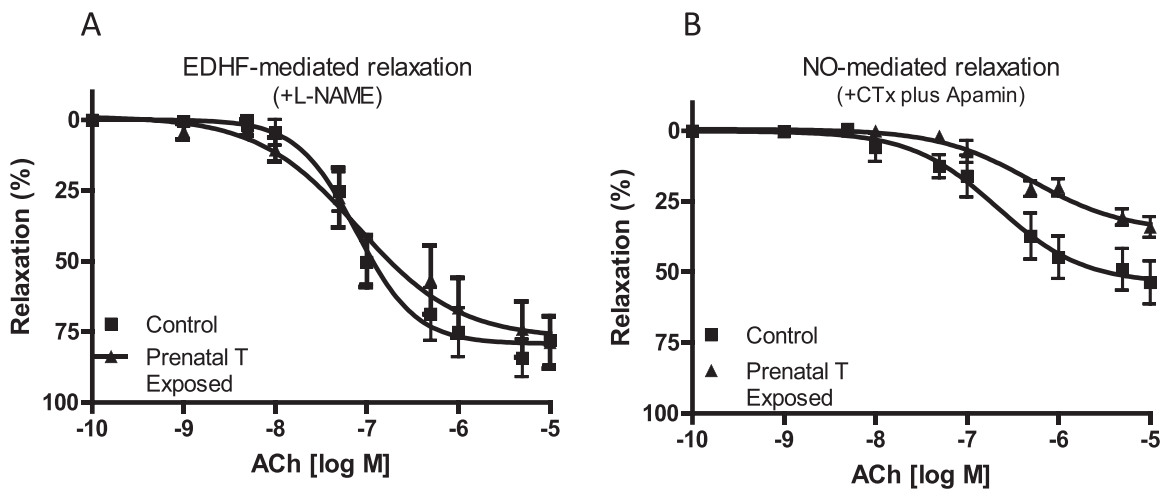 A
EDHF-mediated relaxation
(+L-NAME)
Relaxation (%)
0
25
50
75
100
Control
Prenatal T
Exposed
-10
-9
-8
-7
-6
-5
ACh [log M]
B
NO-mediated relaxation
(+CTx plus Apamin)
Relaxation (%)
0
25
50
75
100
Control
Prenatal T
Exposed
-10
-9
-8
-7
-6
-5
ACh [log M]